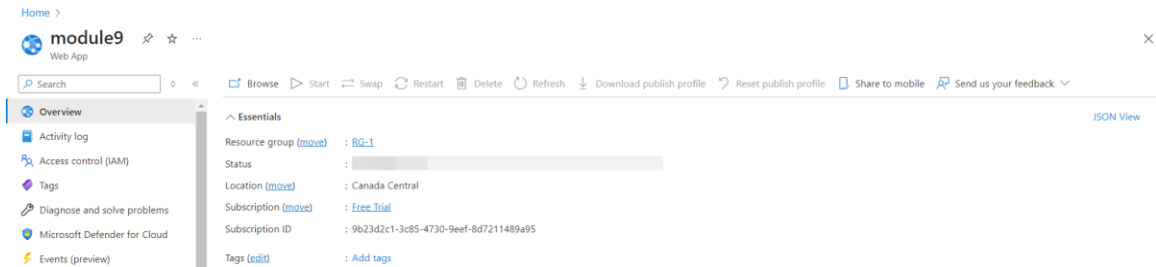 Home >
module9
Web App
Search
Browse Start Swap Restart Delete Refresh Download publish profile Reset publish profile Share to mobile Send us your feedback
Overview
Activity log
Access control (IAM)
Tags
Diagnose and solve problems
Microsoft Defender for Cloud
Events (preview)
Essentials
JSON View
Resource group (move) : RG-1
Status :
Location (move) : Canada Central
Subscription (move) : Free Trial
Subscription ID : 9b23d2c1-3c85-4730-9eef-8d7211489a95
Tags (edit) : Add tags